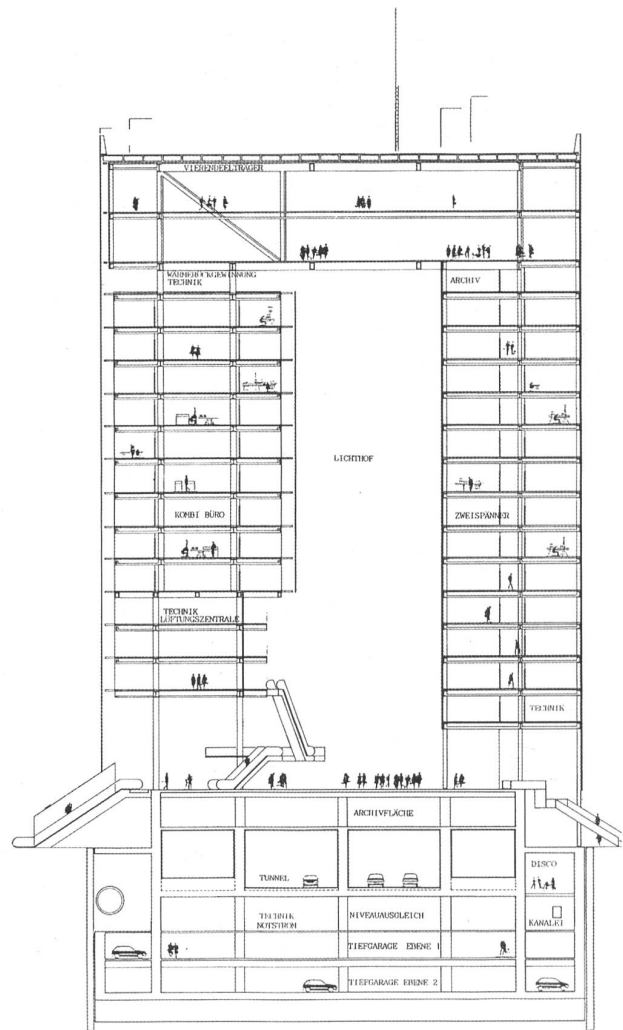 VIERENDEELTRÄGER
WÄRMERÜCKGEWINNUNG
TECHNIK
ARCHIV
LICHTHOF
KOMBI BÜRO
ZWEISPÄNNER
TECHNIK
LÜFTUNGSZENTRALE
TECHNIK
ARCHIVFLÄCHE
DISCO
TUNNEL
TECHNIK
NOTSTROM
NIVEAUAUSGLEICH
KANALEI
TIEFGARAGE EBENE 1
TIEFGARAGE EBENE 2